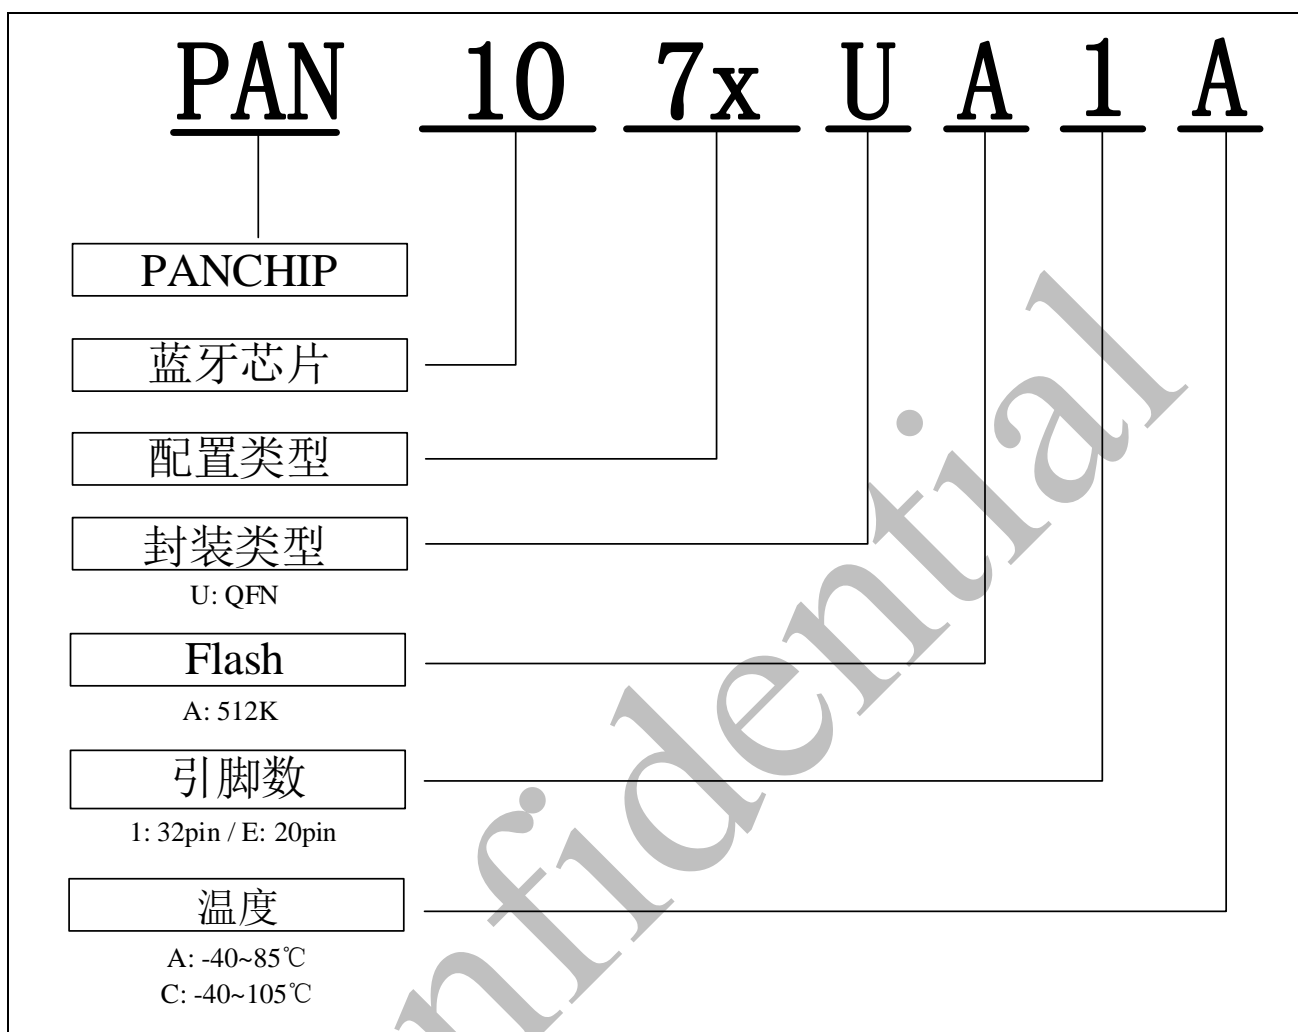 PAN 10 7x U A 1 A
PANCHIP
蓝牙芯片
配置类型
封装类型
U: QFN
Flash
A: 512K
引脚数
1: 32pin / E: 20pin
温度
A: -40~85℃
C: -40~105℃
nfidential